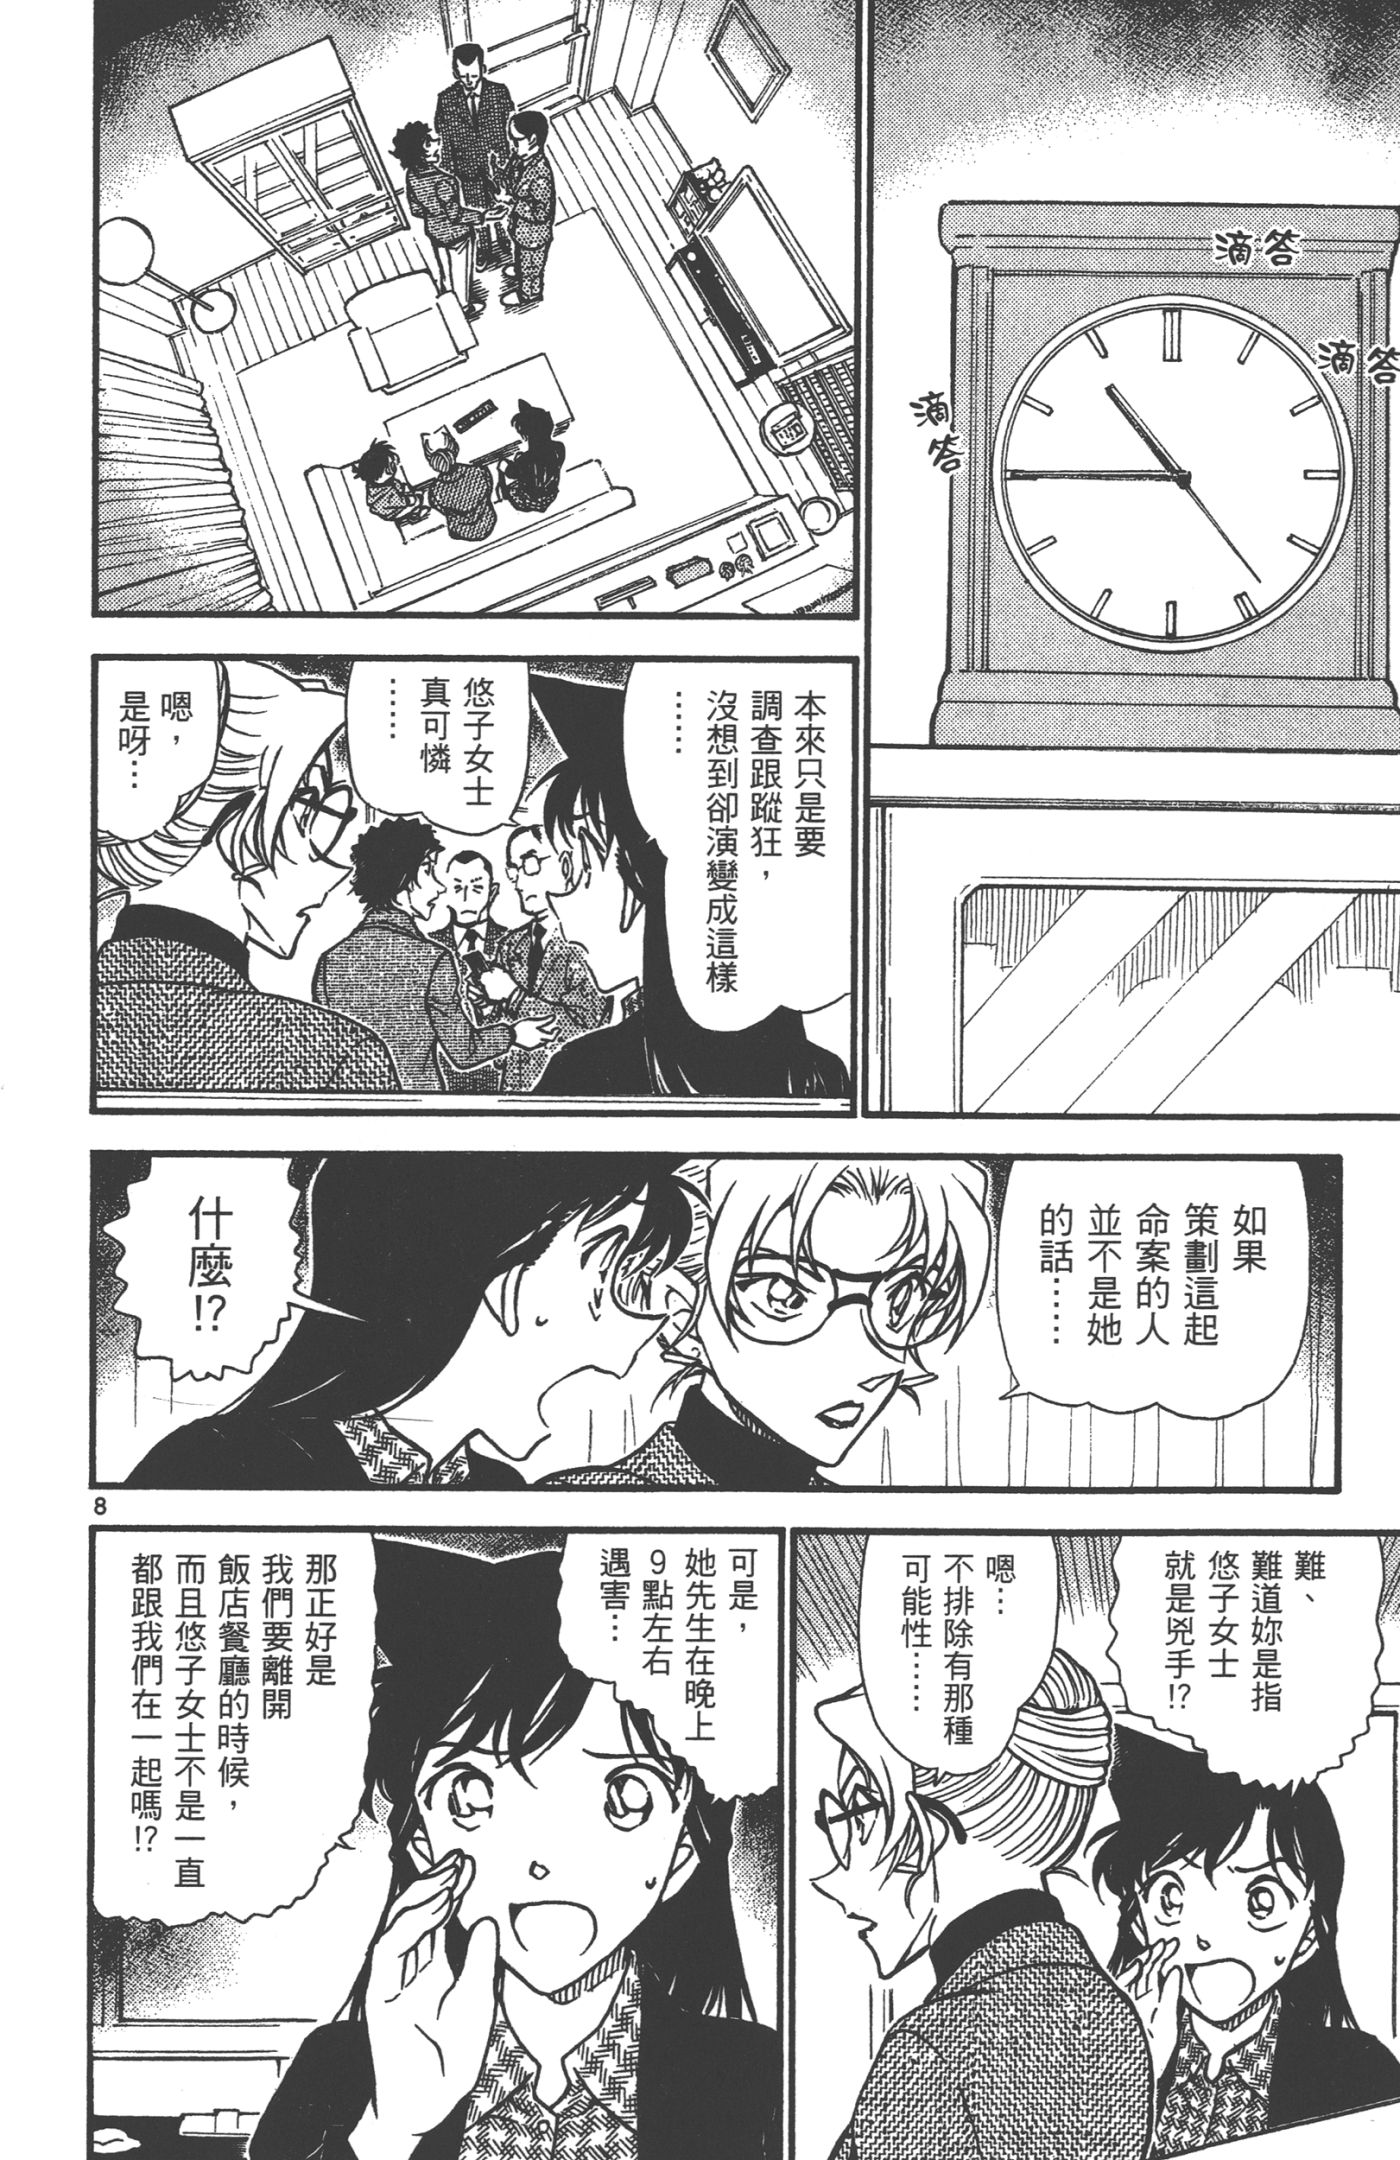 滴答
滴答
滴答
本來只是要
調查跟蹤狂，
沒想到卻演變成這樣
……
悠子女士
真可憐
……
嗯，
是呀…
如果
策劃這起
命案的人
並不是她
的話……
什麼!?
難、
難道妳是指
悠子女士
就是兇手!?
嗯…
不排除有那種
可能性……
可是，
她先生在晚上
9點左右
遇害…
那正好是
我們要離開
飯店餐廳的時候，
而且悠子女士不是一直
都跟我們在一起嗎!?
8